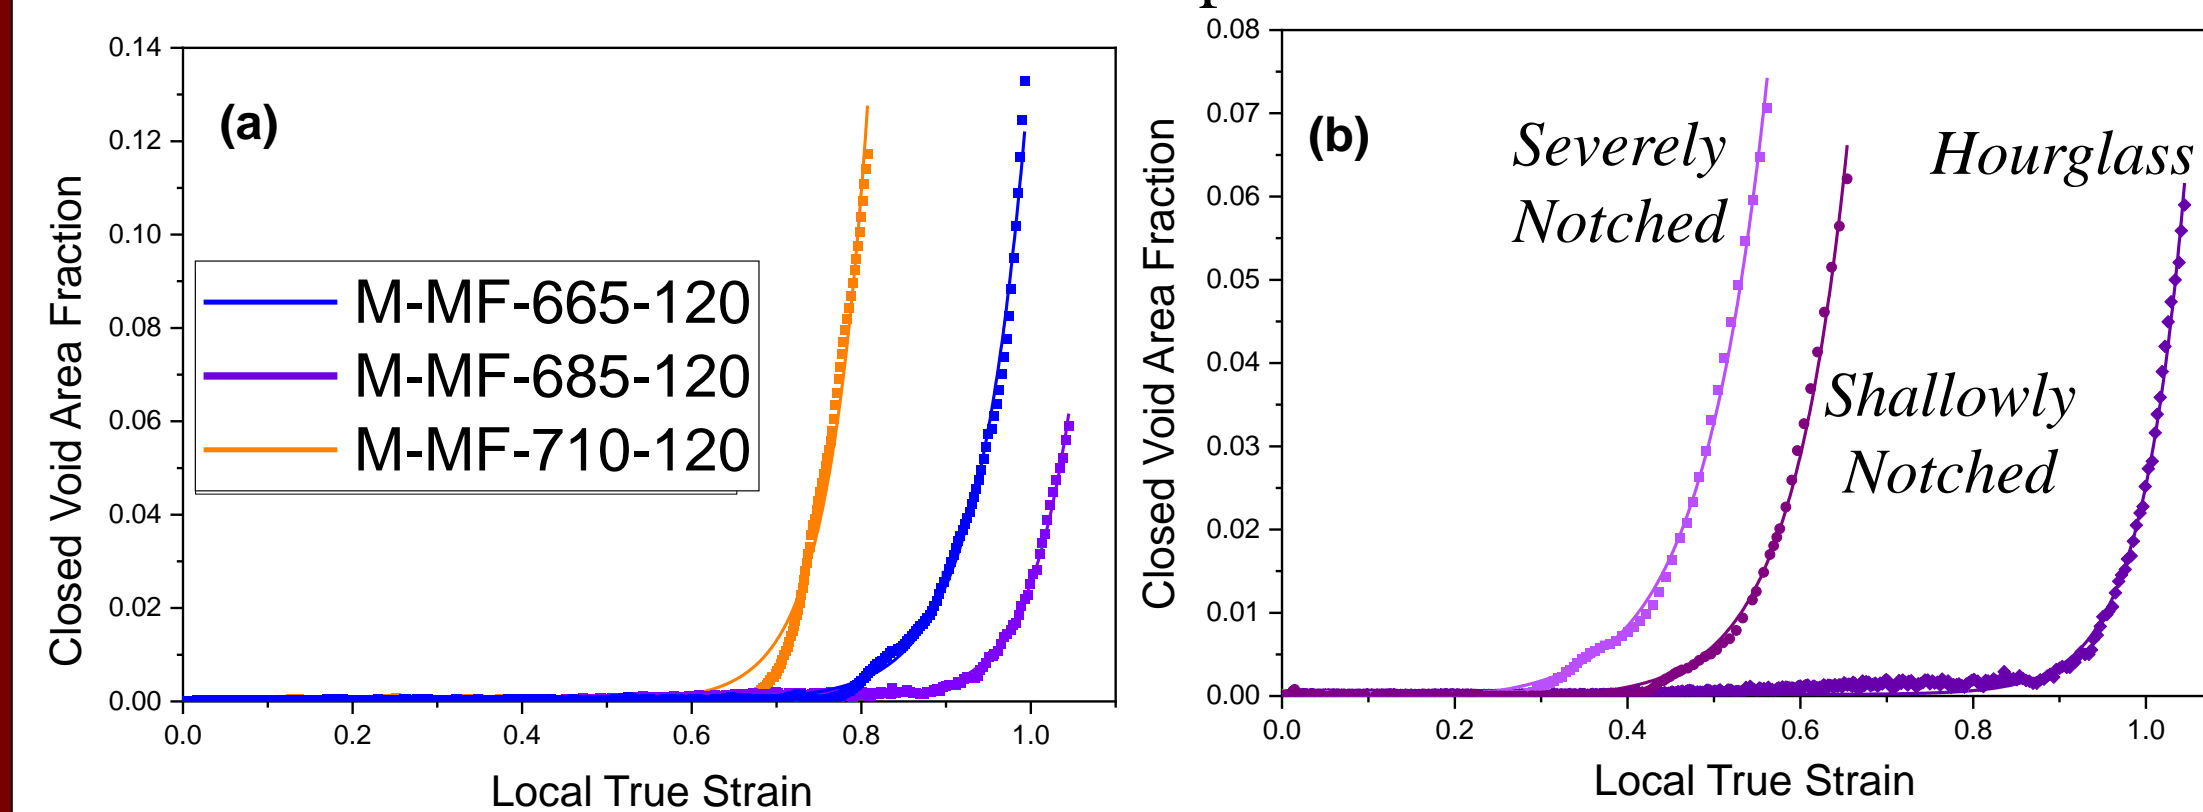 0.14
0.12
0.10
0.08
0.06
0.04
0.02
0.00
Closed Void Area Fraction
(a)
M-MF-665-120
M-MF-685-120
M-MF-710-120
0.0 0.2 0.4 0.6 0.8 1.0
Local True Strain
0.08
0.07
0.06
0.05
0.04
0.03
0.02
0.01
0.00
Closed Void Area Fraction
(b)
Severely
Notched
Hourglass
Shallowly
Notched
0.0 0.2 0.4 0.6 0.8 1.0
Local True Strain